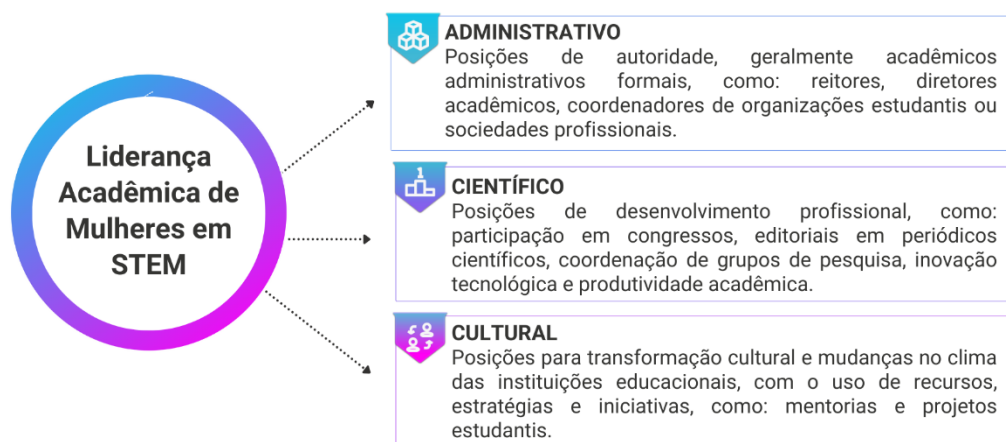 Liderança
Acadêmica de
Mulheres em
STEM
ADMINISTRATIVO
Posições de autoridade, geralmente acadêmicos
administrativos formais, como: reitores, diretores
acadêmicos, coordenadores de organizações estudantis ou
sociedades profissionais.
1
CIENTÍFICO
Posições de desenvolvimento profissional, como:
participação em congressos, editoriais em periódicos
científicos, coordenação de grupos de pesquisa, inovação
tecnológica e produtividade acadêmica.
CULTURAL
Posições para transformação cultural e mudanças no clima
das instituições educacionais, com o uso de recursos,
estratégias e iniciativas, como: mentorias e projetos
estudantis.